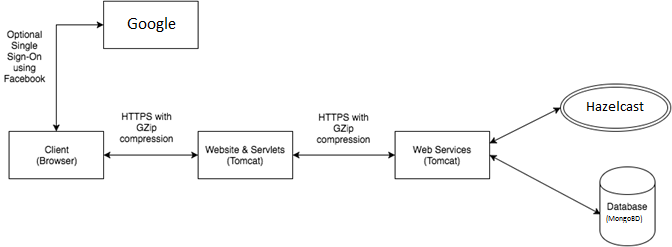 Google
Optional
Single
Sign-On
using
Facebook
HTTPS with
GZip
compression
HTTPS with
GZip
compression
Hazelcast
Client
(Browser)
Website & Servlets
(Tomcat)
Web Services
(Tomcat)
Database
(MongoBD)